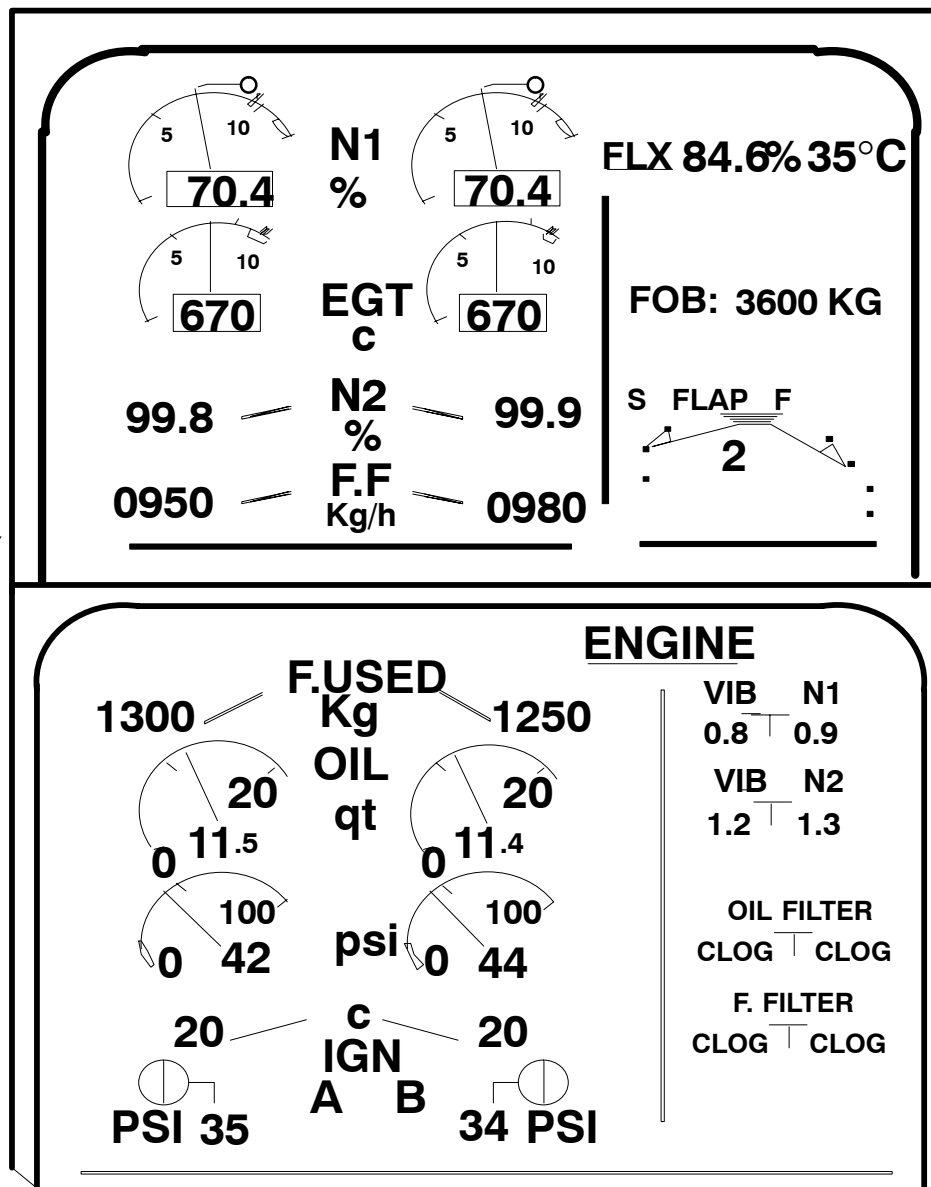 5 10 N1 5 10
70.4 % 70.4
FLX 84.6% 35°C
5 10 5 10
670 EGT 670
c
FOB: 3600 KG
99.8 N2 99.9
%
S FLAP F
2
0950 F.F 0980
Kg/h
ENGINE
F.USED
1300 Kg 1250
OIL
20 qt 20
0 11.5 0 11.4
100 100
0 42 psi 0 44
20 c 20
IGN
A B
PSI 35 34 PSI
VIB N1
0.8 0.9
VIB N2
1.2 1.3
OIL FILTER
CLOG CLOG
F. FILTER
CLOG CLOG